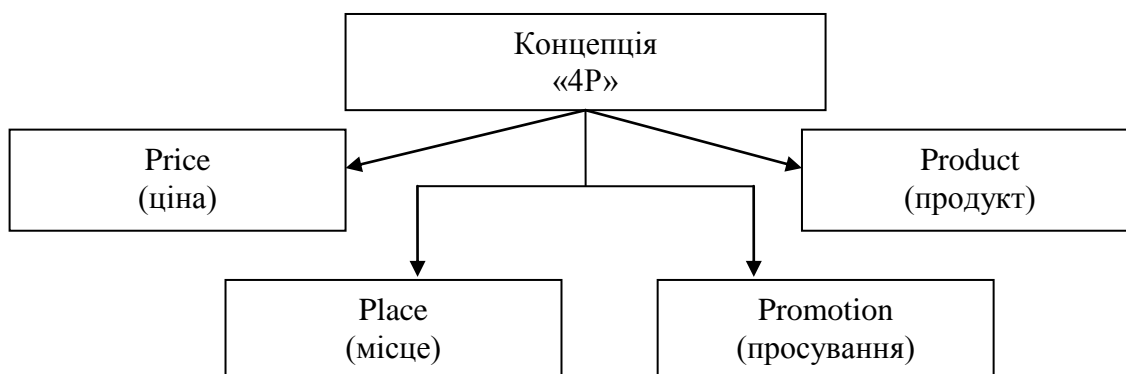 Концепція
«4P»
Price
(ціна)
Product
(продукт)
Place
(місце)
Promotion
(просування)